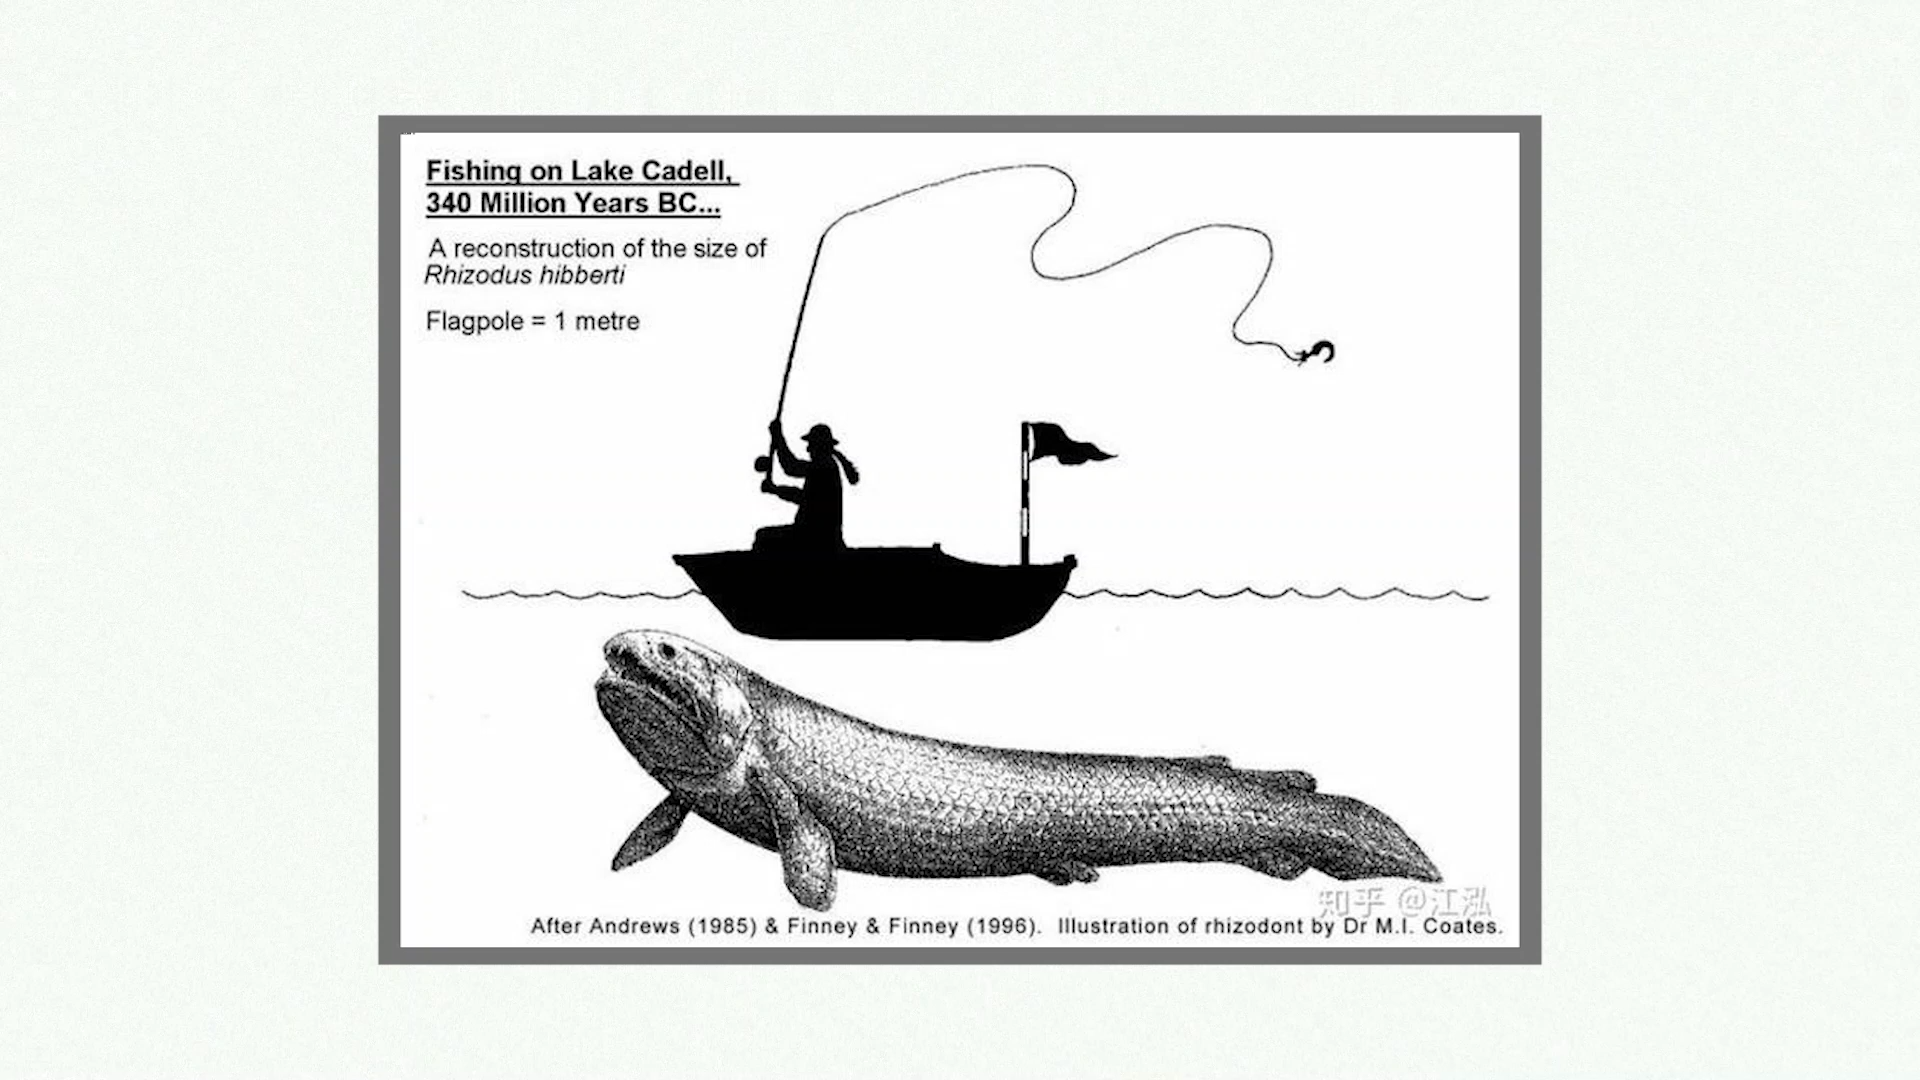 Fishing on Lake Cadell,
340 Million Years BC...
A reconstruction of the size of
Rhizodus hibberti
Flagpole = 1 metre
知乎 @江泓
After Andrews (1985) & Finney & Finney (1996). Illustration of rhizodont by Dr M.I. Coates.